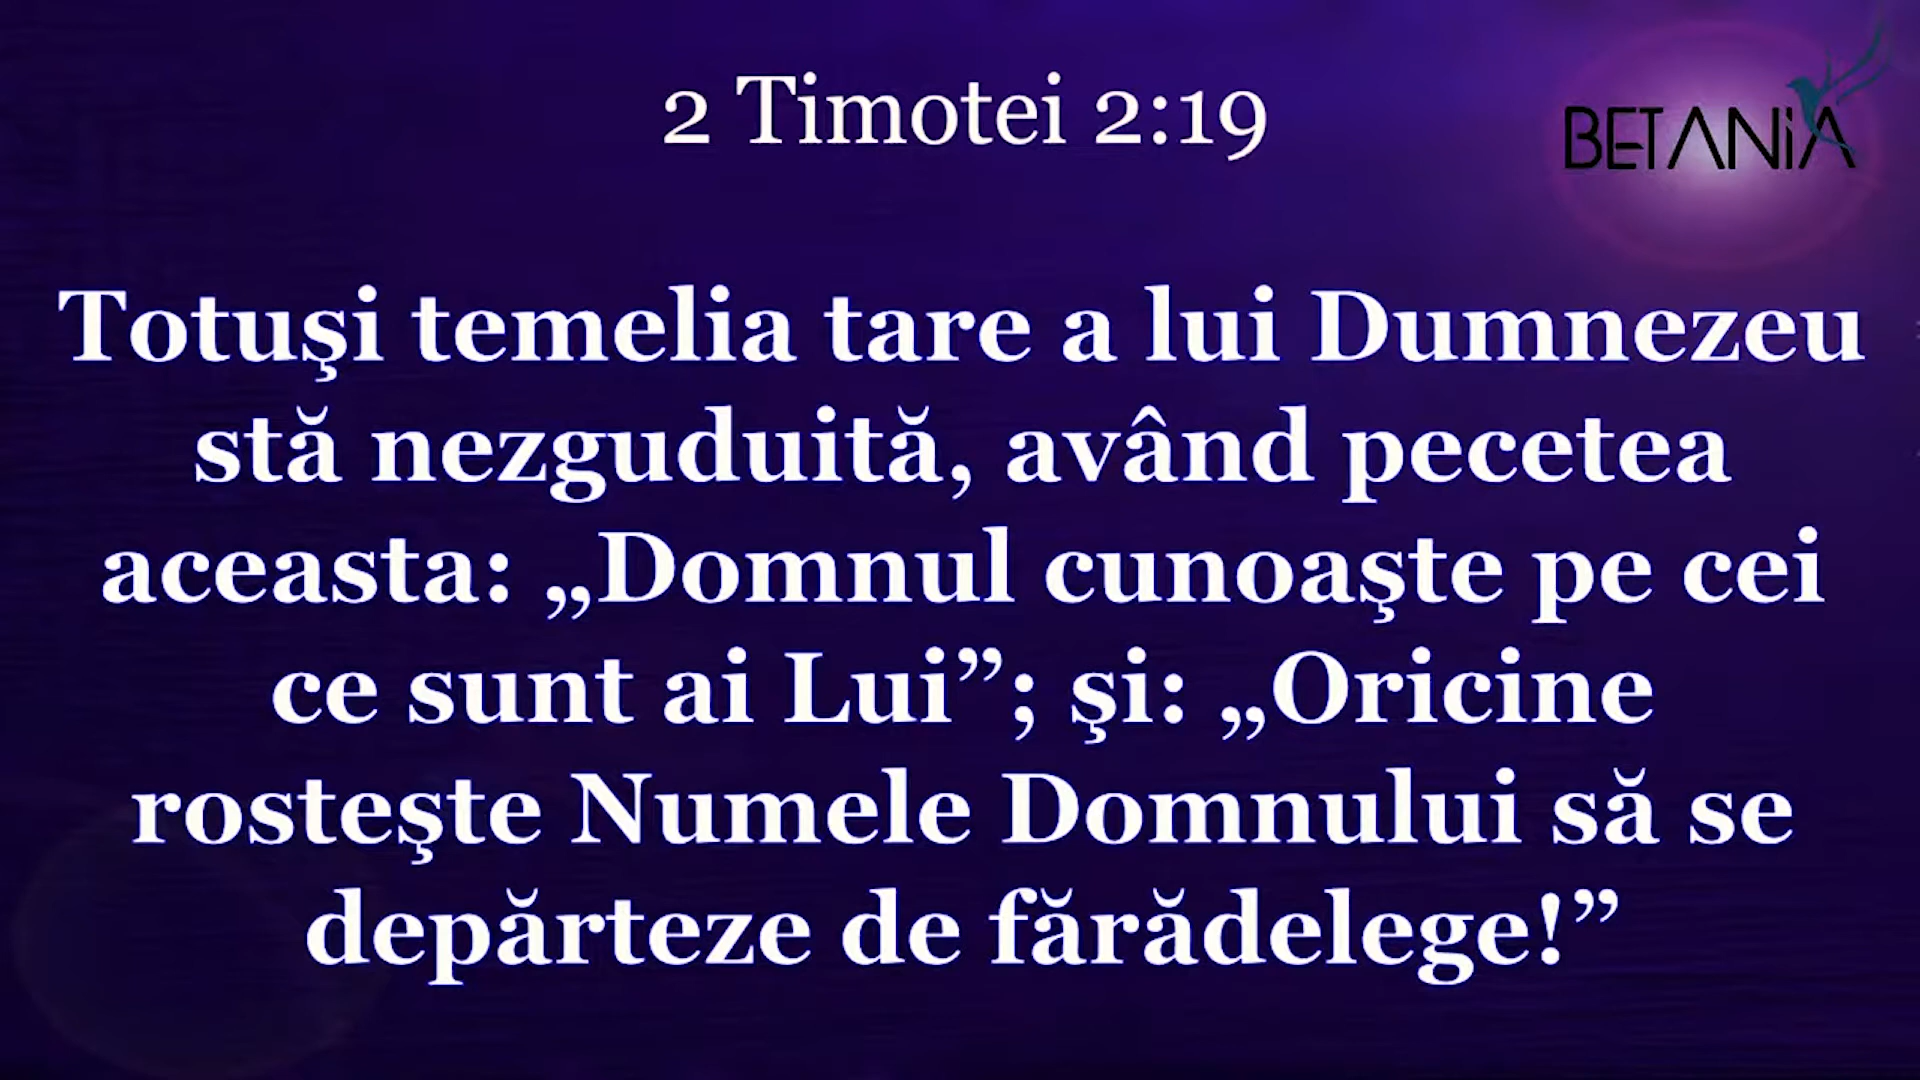 2 Timotei 2:19
BETANiA
Totuşi temelia tare a lui Dumnezeu
stă nezguduită, având pecetea
aceasta: „Domnul cunoaşte pe cei
ce sunt ai Lui”; şi: „Oricine
rosteşte Numele Domnului să se
depărteze de fărădelege!”